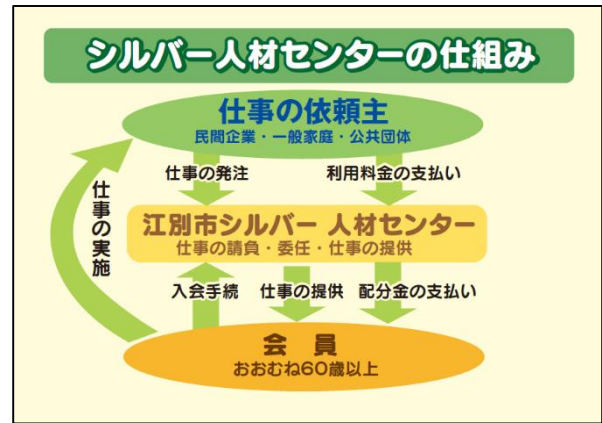 シルバー人材センターの仕組み
仕事の依頼主
民間企業・一般家庭・公共団体
仕事の発注
利用料金の支払い
仕事の実施
江別市シルバー 人材センター
仕事の請負・委任・仕事の提供
入会手続
仕事の提供
配分金の支払い
会 員
おおむね60歳以上